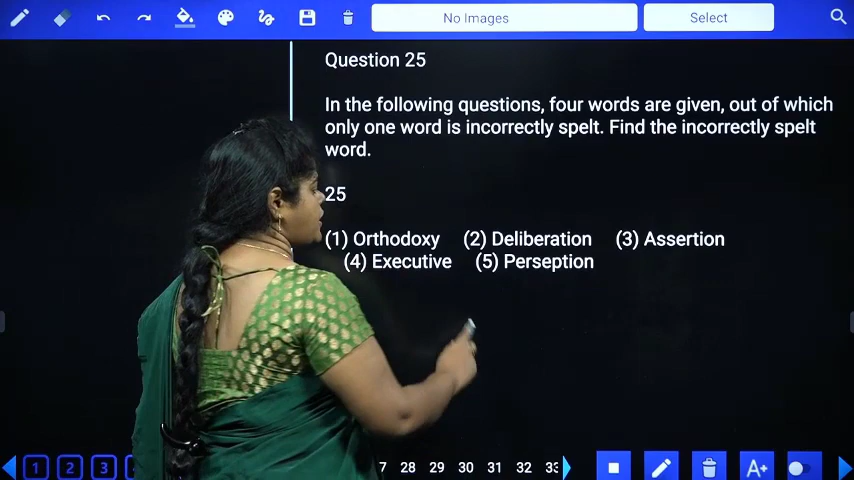 No Images
Select
Question 25
In the following questions, four words are given, out of which
only one word is incorrectly spelt. Find the incorrectly spelt
word.
25
(1) Orthodoxy (2) Deliberation (3) Assertion
(4) Executive (5) Perseption
1 2 3 7 28 29 30 31 32 33
A+